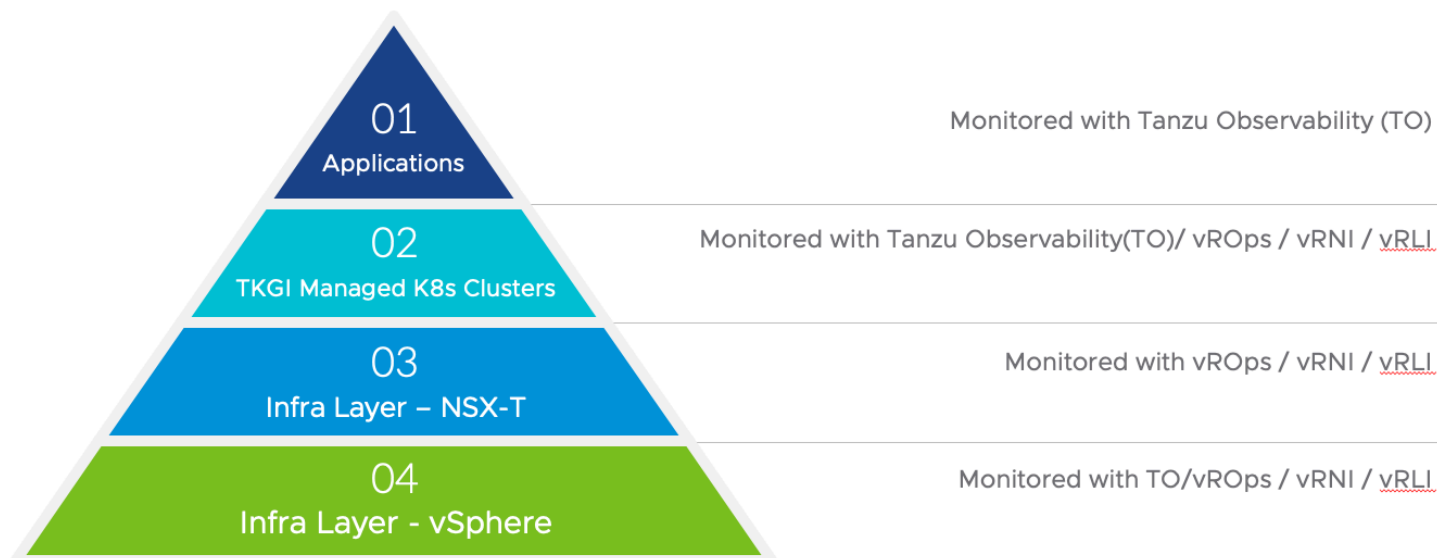 01
Applications
Monitored with Tanzu Observability (TO)
02
TKGI Managed K8s Clusters
Monitored with Tanzu Observability(TO)/ vROps / vRNI / vRLI
03
Infra Layer – NSX-T
Monitored with vROps / vRNI / vRLI
04
Infra Layer - vSphere
Monitored with TO/vROps / vRNI / vRLI